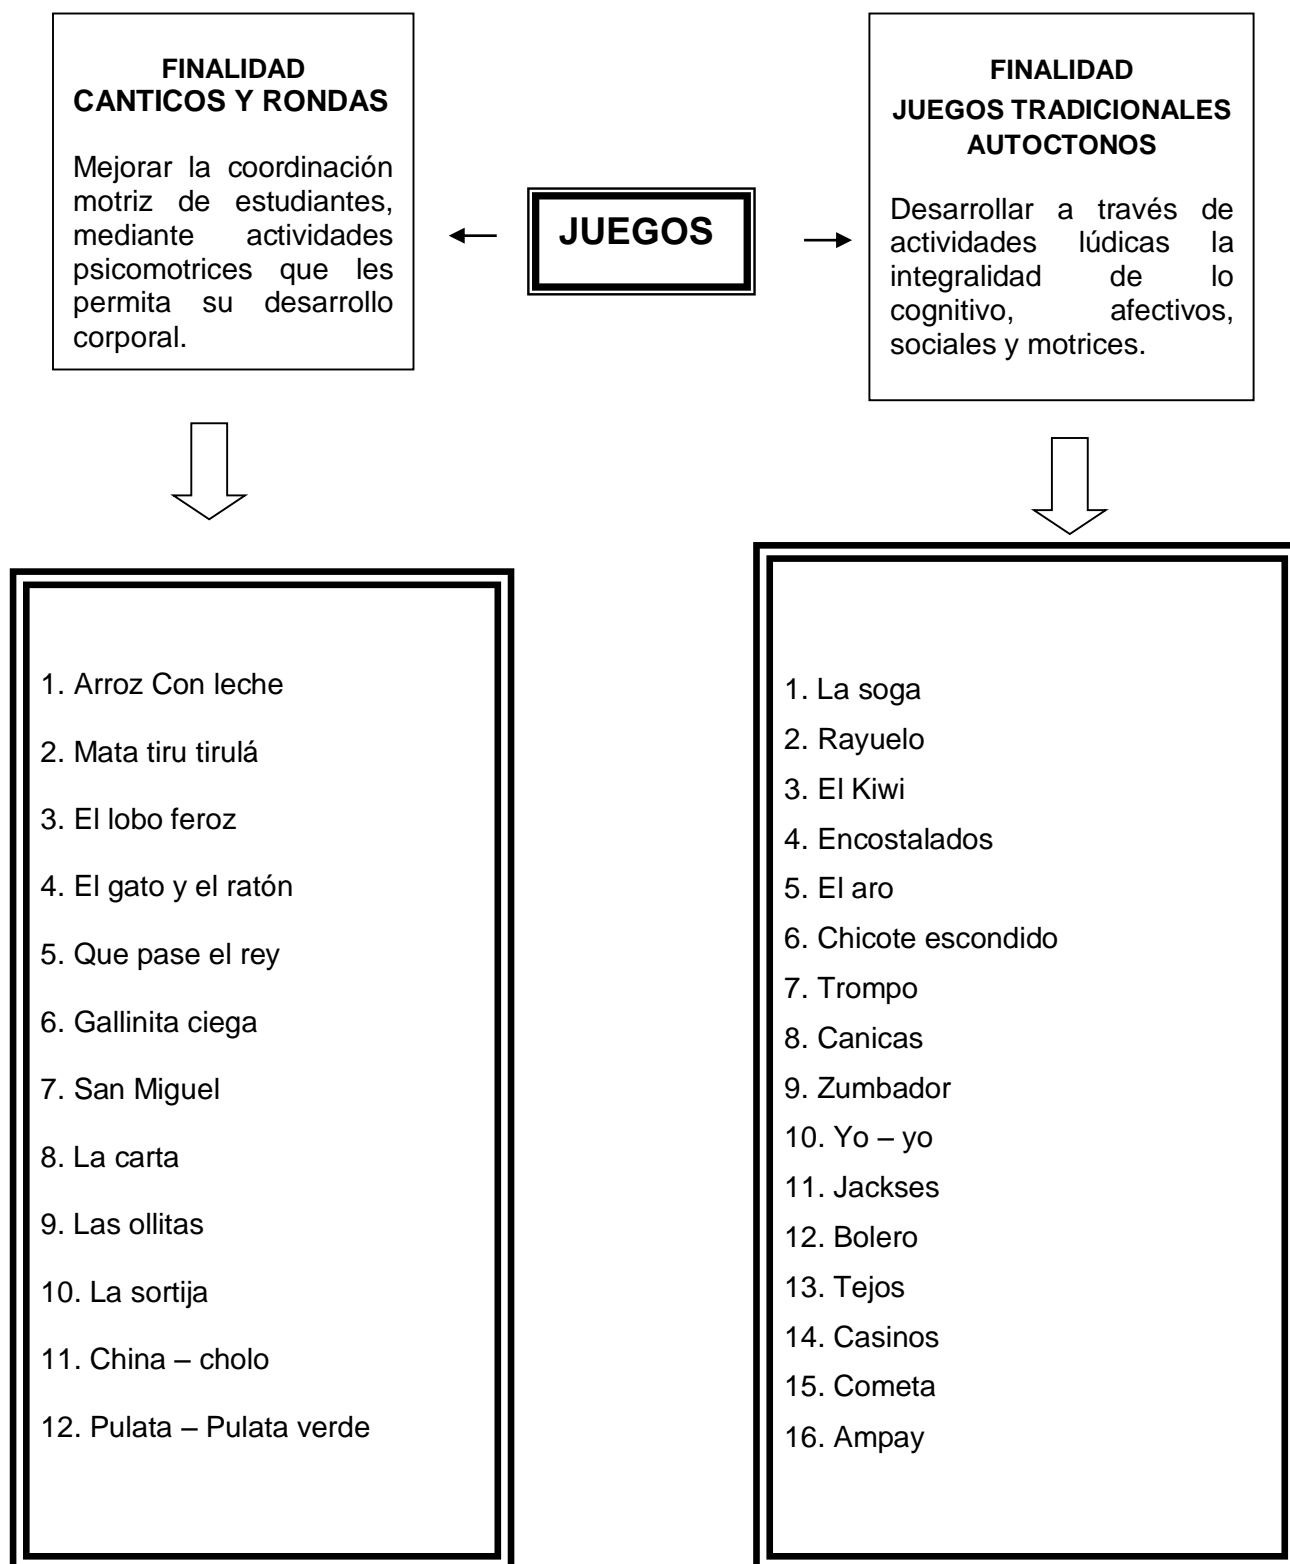 FINALIDAD
CANTICOS Y RONDAS
Mejorar la coordinación
motriz de estudiantes,
mediante actividades
psicomotrices que les
permita su desarrollo
corporal.
JUEGOS
FINALIDAD
JUEGOS TRADICIONALES
AUTOCTONOS
Desarrollar a través de
actividades lúdicas la
integralidad de lo
cognitivo, afectivos,
sociales y motrices.
1. Arroz Con leche
2. Mata tiru tirulá
3. El lobo feroz
4. El gato y el ratón
5. Que pase el rey
6. Gallinita ciega
7. San Miguel
8. La carta
9. Las ollitas
10. La sortija
11. China – cholo
12. Pulata – Pulata verde
1. La soga
2. Rayuelo
3. El Kiwi
4. Encostalados
5. El aro
6. Chicote escondido
7. Trompo
8. Canicas
9. Zumbador
10. Yo – yo
11. Jackses
12. Bolero
13. Tejos
14. Casinos
15. Cometa
16. Ampay